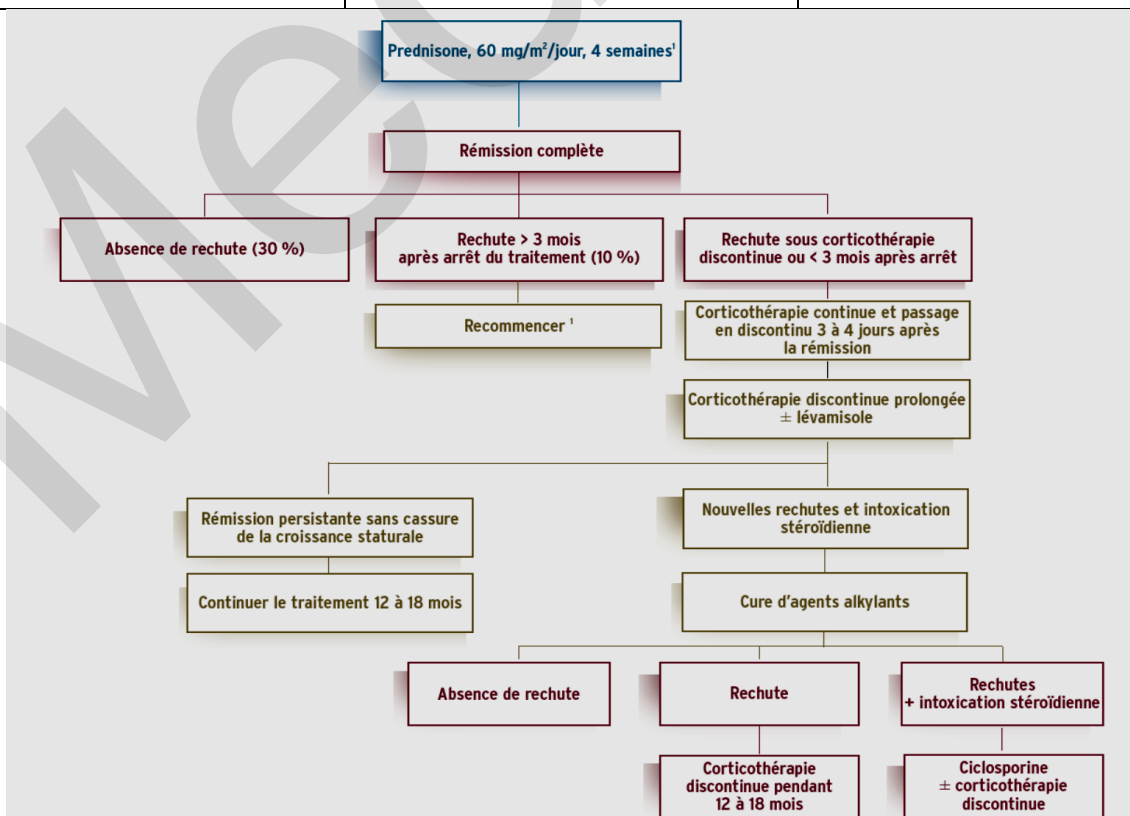 Prednisone, 60 mg/m²/jour, 4 semaines¹
Rémission complète
Absence de rechute (30 %)
Rechute > 3 mois
après arrêt du traitement (10 %)
Rechute sous corticothérapie
discontinue ou < 3 mois après arrêt
Recommencer ¹
Corticothérapie continue et passage
en discontinu 3 à 4 jours après
la rémission
Corticothérapie discontinue prolongée
± lévamisole
Rémission persistante sans cassure
de la croissance staturale
Nouvelles rechutes et intoxication
stéroïdienne
Continuer le traitement 12 à 18 mois
Cure d'agents alkylants
Absence de rechute
Rechute
Rechutes
+ intoxication stéroïdienne
Corticothérapie
discontinue pendant
12 à 18 mois
Ciclosporine
± corticothérapie
discontinue